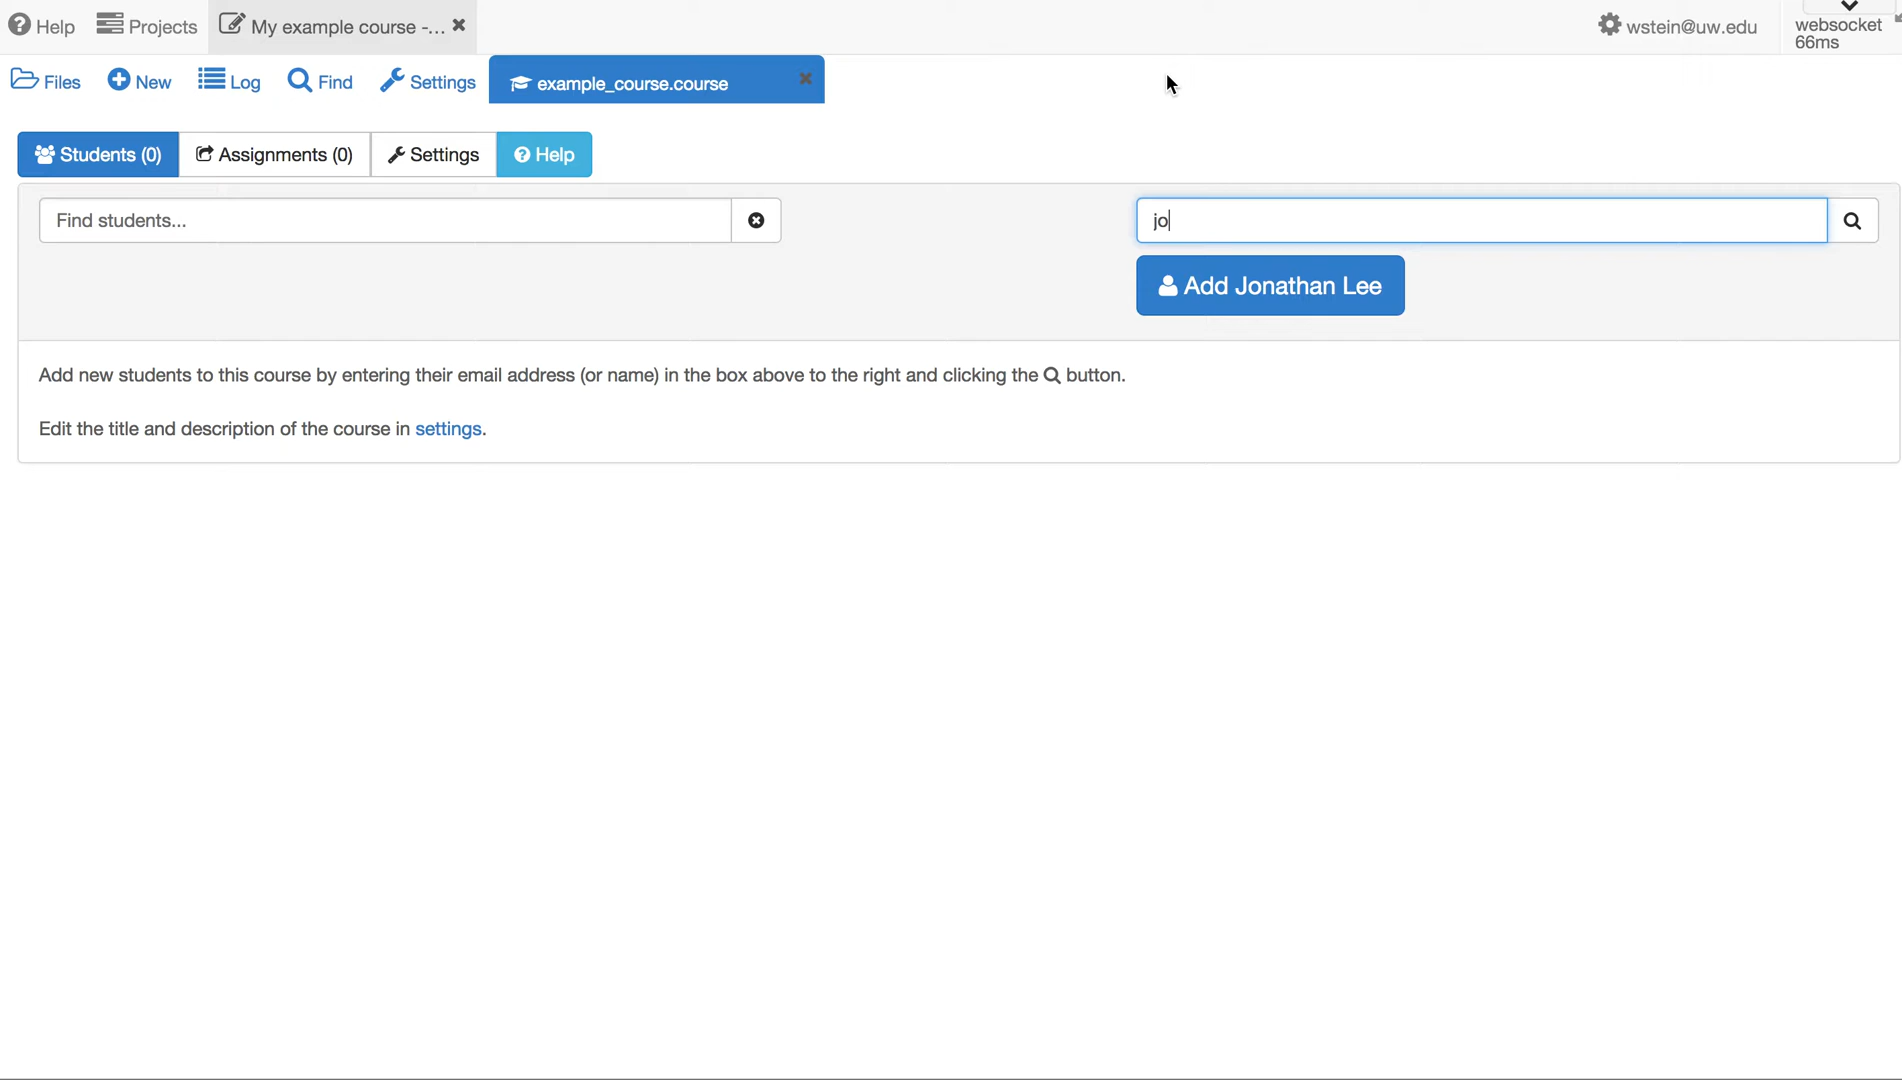 Help Projects My example course -... wstein@uw.edu websocket
66ms
Files New Log Find Settings example_course.course
Students (0) Assignments (0) Settings Help
Find students... jo
Add Jonathan Lee
Add new students to this course by entering their email address (or name) in the box above to the right and clicking the button.
Edit the title and description of the course in settings.